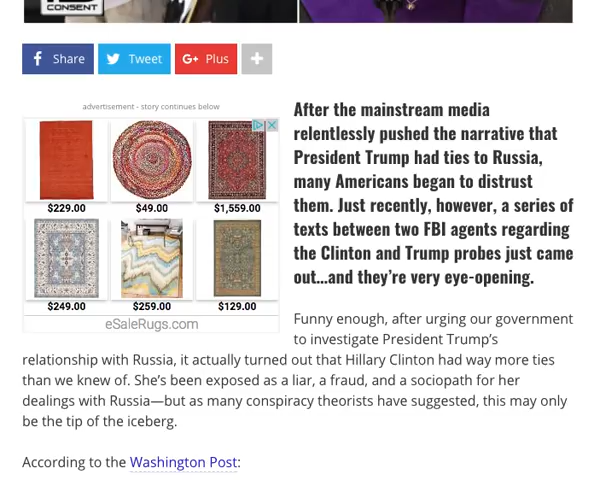 CONSENT
Share
Tweet
G+ Plus
+
advertisement - story continues below
$229.00
$49.00
$1,559.00
$249.00
$259.00
$129.00
eSaleRugs.com
After the mainstream media
relentlessly pushed the narrative that
President Trump had ties to Russia,
many Americans began to distrust
them. Just recently, however, a series of
texts between two FBI agents regarding
the Clinton and Trump probes just came
out...and they’re very eye-opening.
Funny enough, after urging our government
to investigate President Trump’s
relationship with Russia, it actually turned out that Hillary Clinton had way more ties
than we knew of. She’s been exposed as a liar, a fraud, and a sociopath for her
dealings with Russia—but as many conspiracy theorists have suggested, this may only
be the tip of the iceberg.
According to the Washington Post: